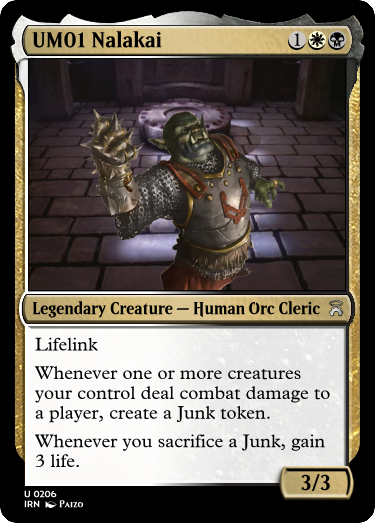 UM01 Nalakai
1
Legendary Creature — Human Orc Cleric
Lifelink
Whenever one or more creatures
your control deal combat damage to
a player, create a Junk token.
Whenever you sacrifice a Junk, gain
3 life.
3/3
U 0206
IRN Paizo